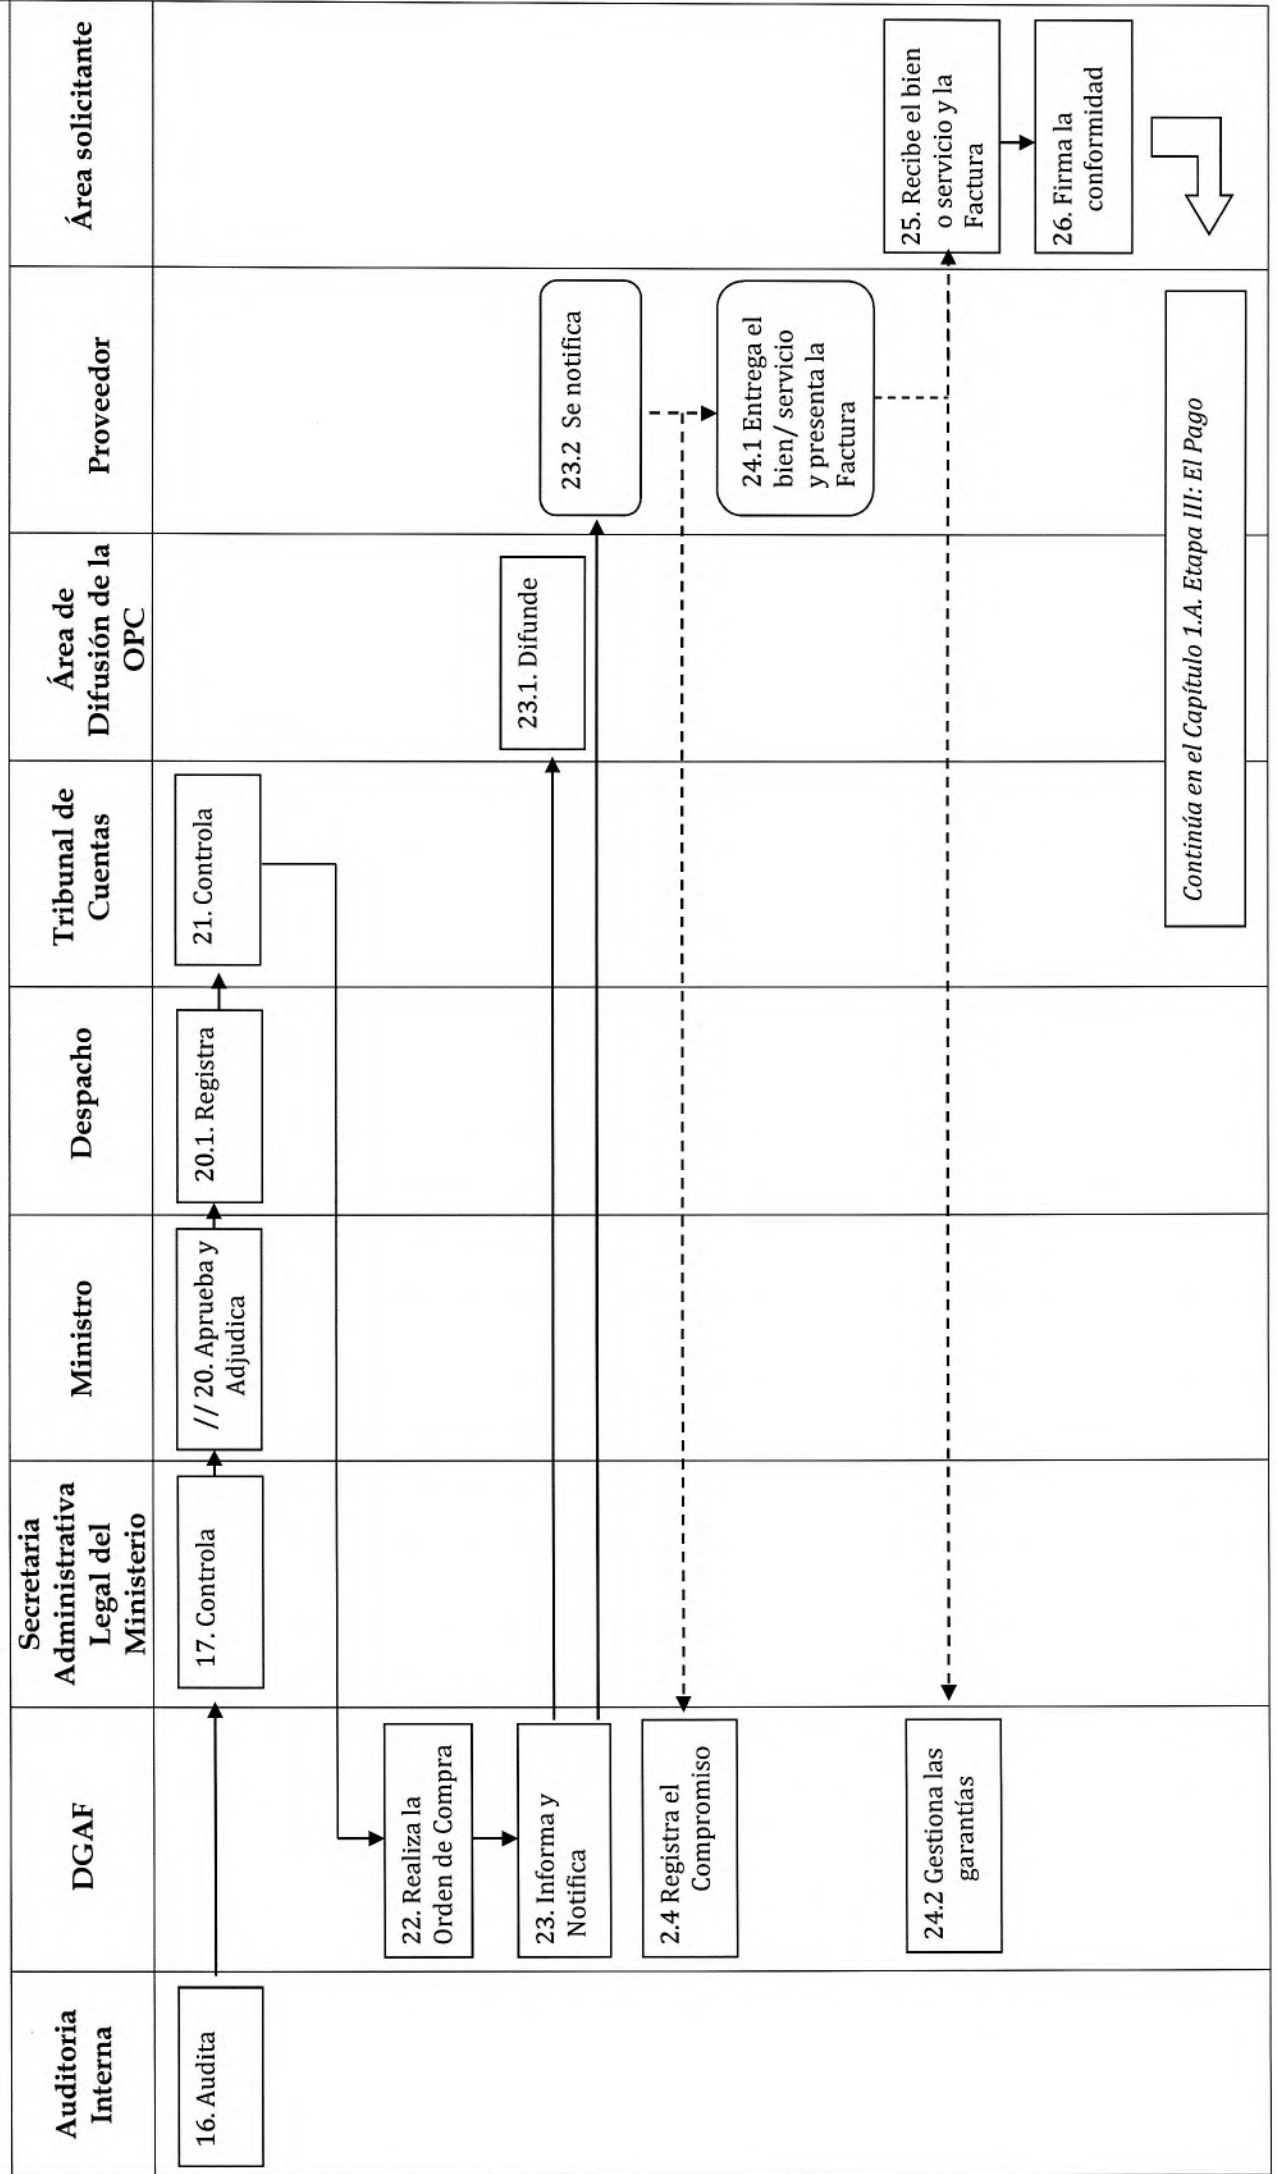 Auditoria
Interna
DGAF
Secretaria
Administrativa
Legal del
Ministerio
Ministro
Despacho
Tribunal de
Cuentas
Área de
Difusión de la
OPC
Proveedor
Área solicitante
16. Audita
17. Controla
// 20. Aprueba y
Adjudica
20.1. Registra
21. Controla
22. Realiza la
Orden de Compra
23. Informa y
Notifica
23.1. Difunde
23.2 Se notifica
2.4 Registra el
Compromiso
24.1 Entrega el
bien/ servicio
y presenta la
Factura
24.2 Gestiona las
garantías
25. Recibe el bien
o servicio y la
Factura
26. Firma la
conformidad
Continúa en el Capítulo 1.A. Etapa III: El Pago